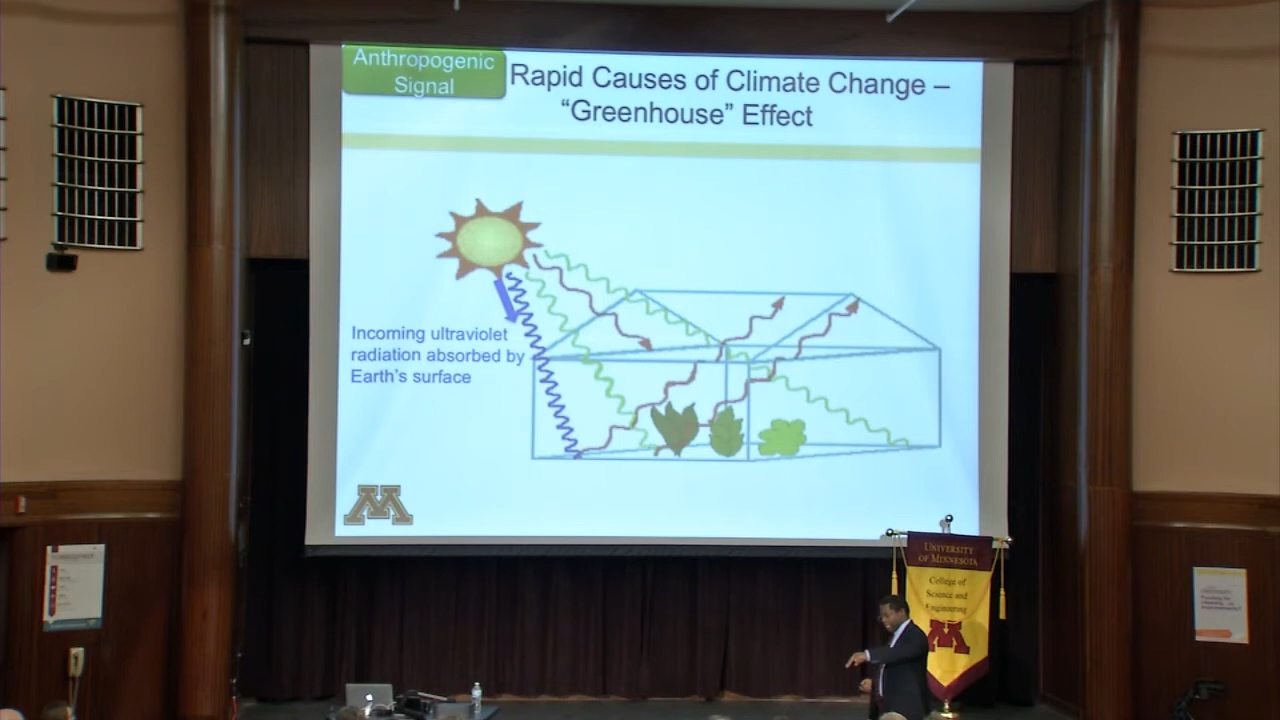 Anthropogenic
Signal
Rapid Causes of Climate Change –
“Greenhouse” Effect
Incoming ultraviolet
radiation absorbed by
Earth's surface
M
UNIVERSITY
OF MINNESOTA
College of
Science and
Engineering
M